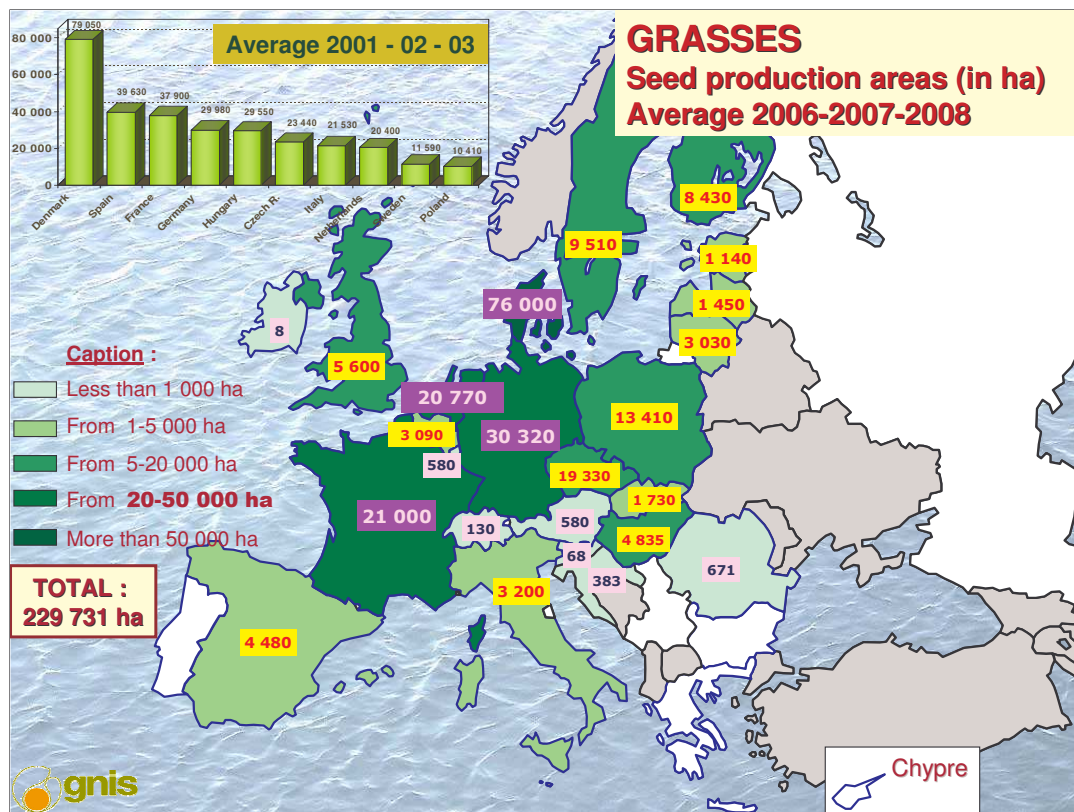 79 050
80 000
60 000
40 000
20 000
0
39 630
37 900
29 980
29 550
23 440
21 530
20 400
11 590
10 410
Denmark
Spain
France
Germany
Hungary
Czech R.
Italy
Netherlands
Sweden
Poland
Average 2001 - 02 - 03
GRASSES
Seed production areas (in ha)
Average 2006-2007-2008
8 430
9 510
1 140
76 000
1 450
8
3 030
5 600
20 770
13 410
3 090
30 320
580
19 330
1 730
21 000
130
580
4 835
68
383
671
3 200
4 480
Caption :
Less than 1 000 ha
From 1-5 000 ha
From 5-20 000 ha
From 20-50 000 ha
More than 50 000 ha
TOTAL :
229 731 ha
Chypre
gnis